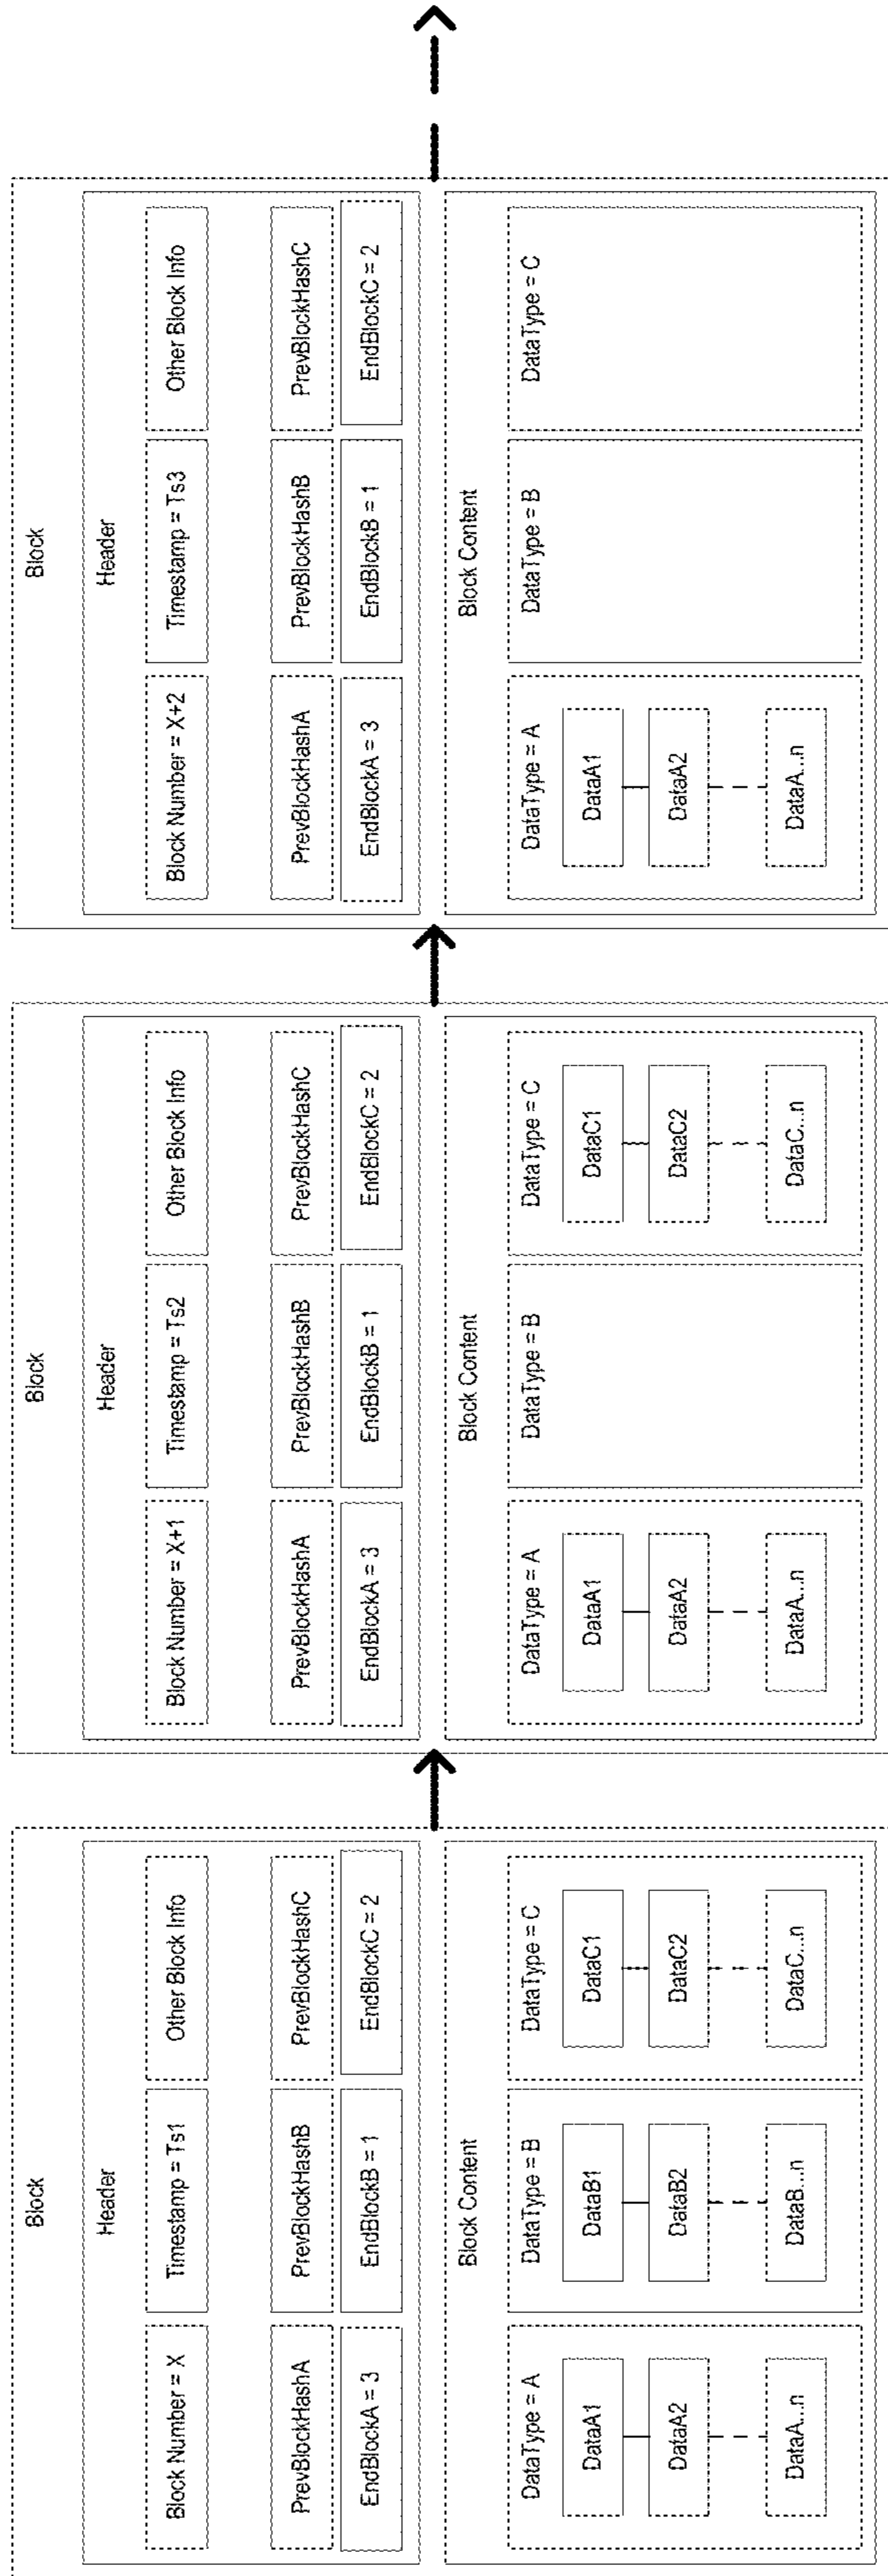 Block
Header
Block Number = X
Timestamp = Ts1
Other Block Info
PrevBlockHashA
PrevBlockHashB
PrevBlockHashC
EndBlockA = 3
EndBlockB = 1
EndBlockC = 2
Block Content
DataType = A
DataA1
DataA2
DataA...n
DataType = B
DataB1
DataB2
DataB...n
DataType = C
DataC1
DataC2
DataC...n
Block
Header
Block Number = X+1
Timestamp = Ts2
Other Block Info
PrevBlockHashA
PrevBlockHashB
PrevBlockHashC
EndBlockA = 3
EndBlockB = 1
EndBlockC = 2
Block Content
DataType = A
DataA1
DataA2
DataA...n
DataType = B
DataType = C
DataC1
DataC2
DataC...n
Block
Header
Block Number = X+2
Timestamp = Ts3
Other Block Info
PrevBlockHashA
PrevBlockHashB
PrevBlockHashC
EndBlockA = 3
EndBlockB = 1
EndBlockC = 2
Block Content
DataType = A
DataA1
DataA2
DataA...n
DataType = B
DataType = C